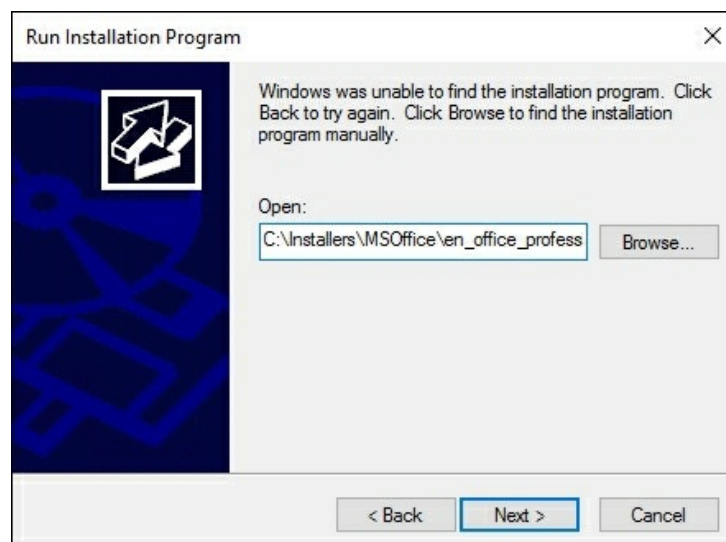 Run Installation Program
Windows was unable to find the installation program. Click
Back to try again. Click Browse to find the installation
program manually.
Open:
C:\Installers\MSOffice\en_office_profess
Browse...
< Back
Next >
Cancel